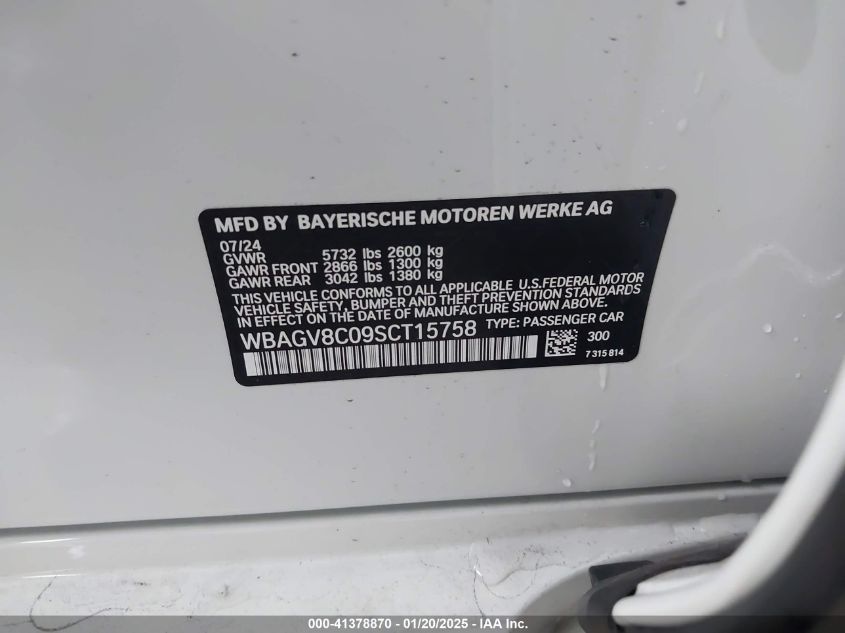 MFD BY BAYERISCHE MOTOREN WERKE AG
07/24
GVWR 5732 lbs 2600 kg
GAWR FRONT 2866 lbs 1300 kg
GAWR REAR 3042 lbs 1380 kg
THIS VEHICLE CONFORMS TO ALL APPLICABLE U.S.FEDERAL MOTOR
VEHICLE SAFETY, BUMPER, AND THEFT PREVENTION STANDARDS
IN EFFECT ON THE DATE OF MANUFACTURE SHOWN ABOVE.
WBAGV8C09SCT15758 TYPE: PASSENGER CAR
300
7 315 814
000-41378870 - 01/20/2025 - IAA Inc.